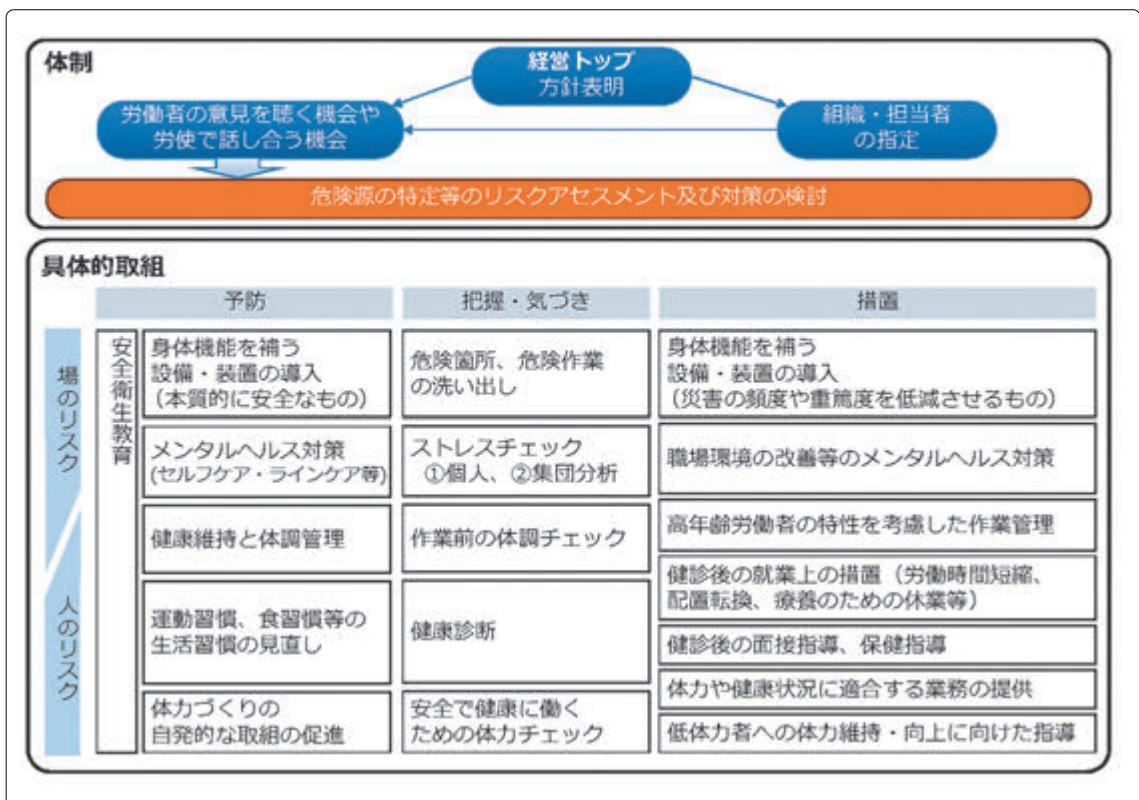 体制
経営トップ
方針表明
労働者の意見を聴く機会や
労使で話し合う機会
組織・担当者
の指定
危険源の特定等のリスクアセスメント及び対策の検討
具体的取組
予防
把握・気づき
措置
場のリスク
人のリスク
安全衛生教育
身体機能を補う
設備・装置の導入
（本質的に安全なもの）
危険箇所、危険作業
の洗い出し
身体機能を補う
設備・装置の導入
（災害の頻度や重篤度を低減させるもの）
メンタルヘルス対策
(セルフケア・ラインケア等)
ストレスチェック
①個人、②集団分析
職場環境の改善等のメンタルヘルス対策
健康維持と体調管理
作業前の体調チェック
高年齢労働者の特性を考慮した作業管理
運動習慣、食習慣等の
生活習慣の見直し
健康診断
健診後の就業上の措置（労働時間短縮、
配置転換、療養のための休業等）
健診後の面接指導、保健指導
体力づくりの
自発的な取組の促進
安全で健康に働く
ための体力チェック
体力や健康状況に適合する業務の提供
低体力者への体力維持・向上に向けた指導